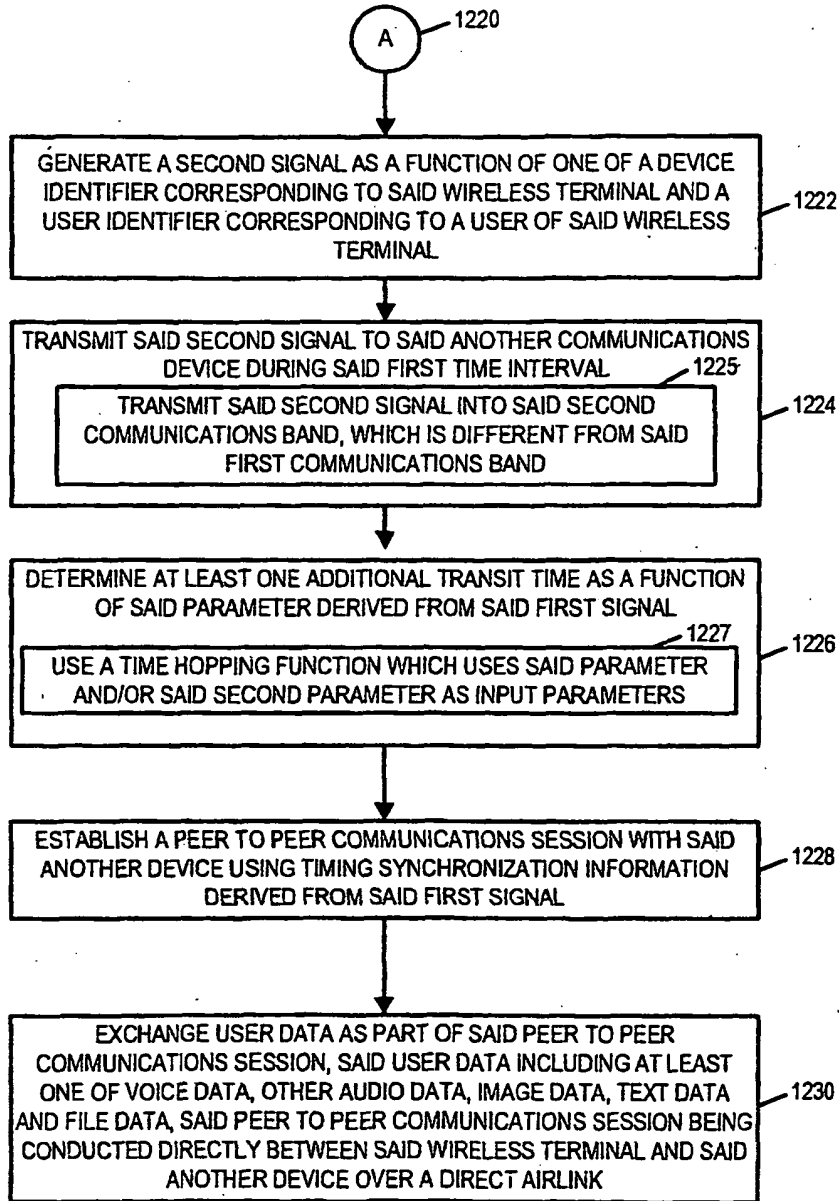 A
1220
GENERATE A SECOND SIGNAL AS A FUNCTION OF ONE OF A DEVICE
IDENTIFIER CORRESPONDING TO SAID WIRELESS TERMINAL AND A
USER IDENTIFIER CORRESPONDING TO A USER OF SAID WIRELESS
TERMINAL
1222
TRANSMIT SAID SECOND SIGNAL TO SAID ANOTHER COMMUNICATIONS
DEVICE DURING SAID FIRST TIME INTERVAL
1225
TRANSMIT SAID SECOND SIGNAL INTO SAID SECOND
COMMUNICATIONS BAND, WHICH IS DIFFERENT FROM SAID
FIRST COMMUNICATIONS BAND
1224
DETERMINE AT LEAST ONE ADDITIONAL TRANSIT TIME AS A FUNCTION
OF SAID PARAMETER DERIVED FROM SAID FIRST SIGNAL
1227
USE A TIME HOPPING FUNCTION WHICH USES SAID PARAMETER
AND/OR SAID SECOND PARAMETER AS INPUT PARAMETERS
1226
ESTABLISH A PEER TO PEER COMMUNICATIONS SESSION WITH SAID
ANOTHER DEVICE USING TIMING SYNCHRONIZATION INFORMATION
DERIVED FROM SAID FIRST SIGNAL
1228
EXCHANGE USER DATA AS PART OF SAID PEER TO PEER
COMMUNICATIONS SESSION, SAID USER DATA INCLUDING AT LEAST
ONE OF VOICE DATA, OTHER AUDIO DATA, IMAGE DATA, TEXT DATA
AND FILE DATA, SAID PEER TO PEER COMMUNICATIONS SESSION BEING
CONDUCTED DIRECTLY BETWEEN SAID WIRELESS TERMINAL AND SAID
ANOTHER DEVICE OVER A DIRECT AIRLINK
1230